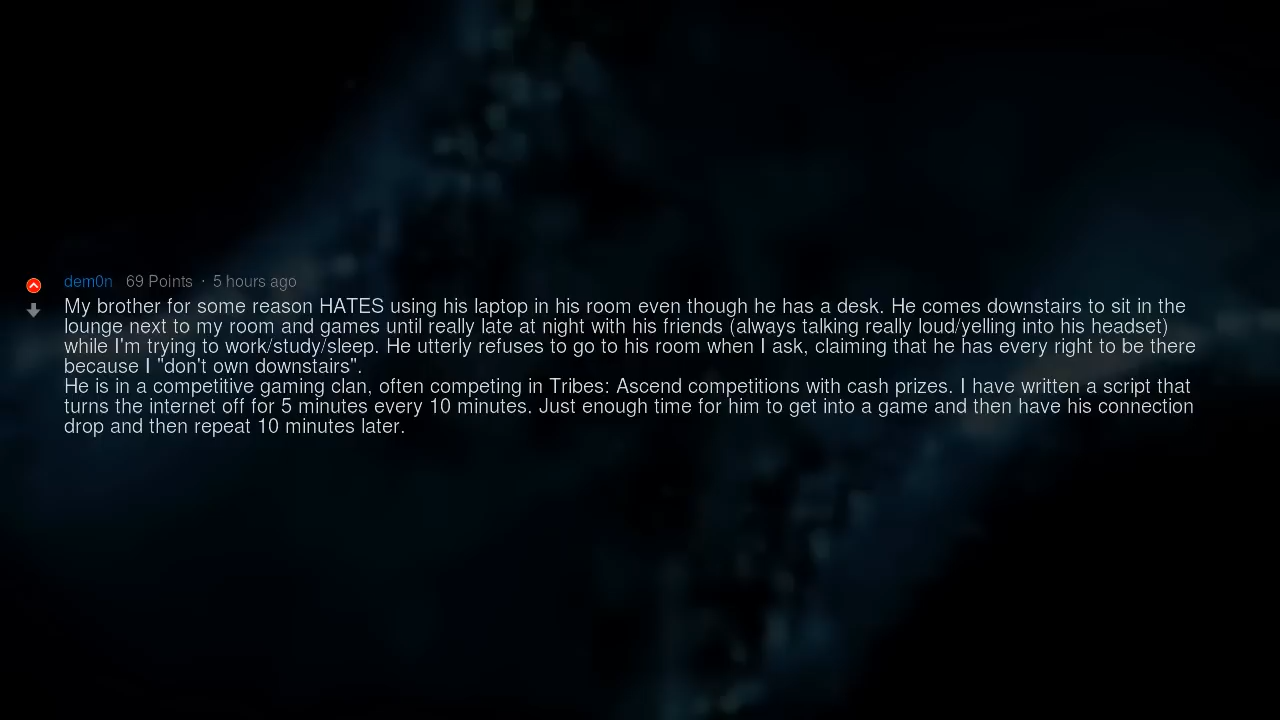 dem0n 69 Points · 5 hours ago
My brother for some reason HATES using his laptop in his room even though he has a desk. He comes downstairs to sit in the
lounge next to my room and games until really late at night with his friends (always talking really loud/yelling into his headset)
while I'm trying to work/study/sleep. He utterly refuses to go to his room when I ask, claiming that he has every right to be there
because I "don't own downstairs".
He is in a competitive gaming clan, often competing in Tribes: Ascend competitions with cash prizes. I have written a script that
turns the internet off for 5 minutes every 10 minutes. Just enough time for him to get into a game and then have his connection
drop and then repeat 10 minutes later.